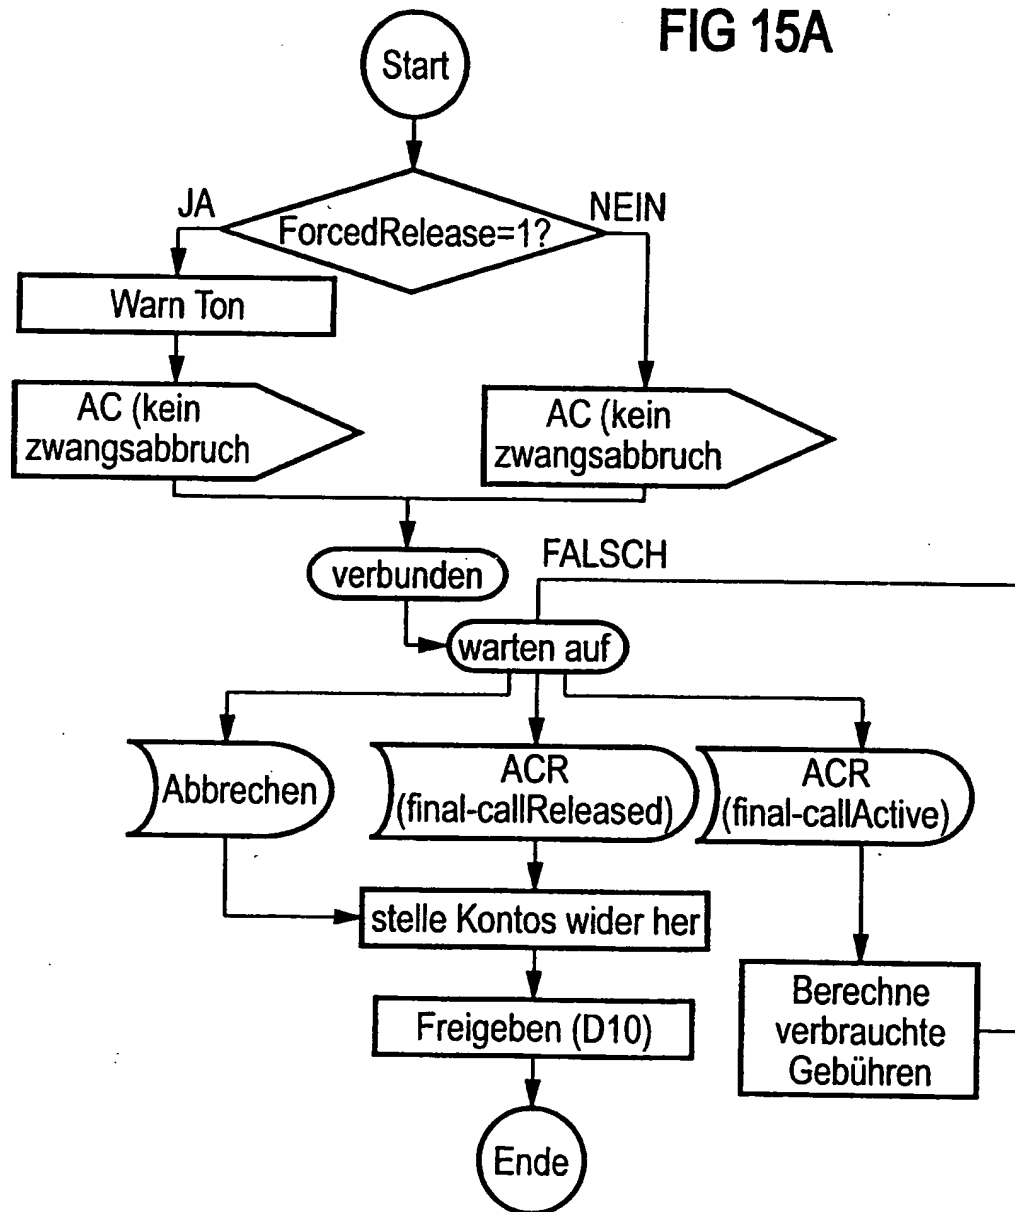 FIG 15A
Start
JA
NEIN
ForcedRelease=1?
Warn Ton
AC (kein
zwangsabbruch
AC (kein
zwangsabbruch
verbunden
FALSCH
warten auf
Abbrechen
ACR
(final-callReleased)
ACR
(final-callActive)
stelle Kontos wider her
Freigeben (D10)
Berechne
verbrauchte
Gebühren
Ende